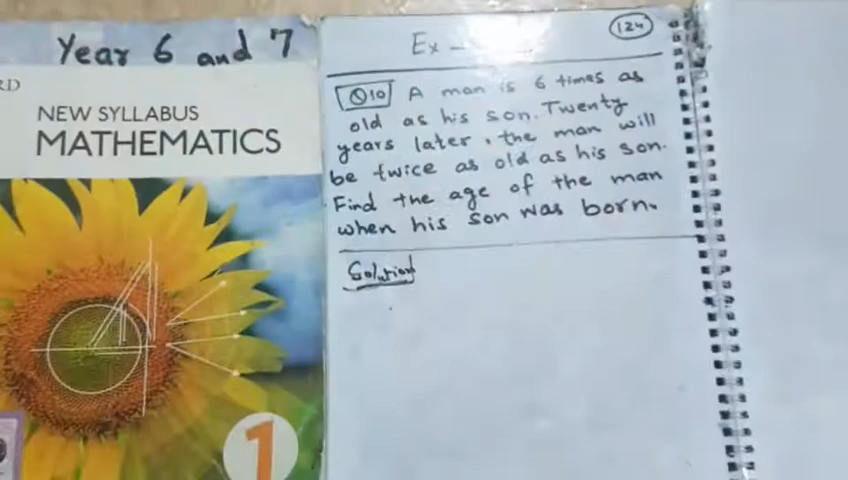 Year 6 and 7
RD
NEW SYLLABUS
MATHEMATICS
1
Ex -
124
Q10 A man is 6 times as
old as his son. Twenty
years later, the man will
be twice as old as his son.
Find the age of the man
when his son was born.
Solution